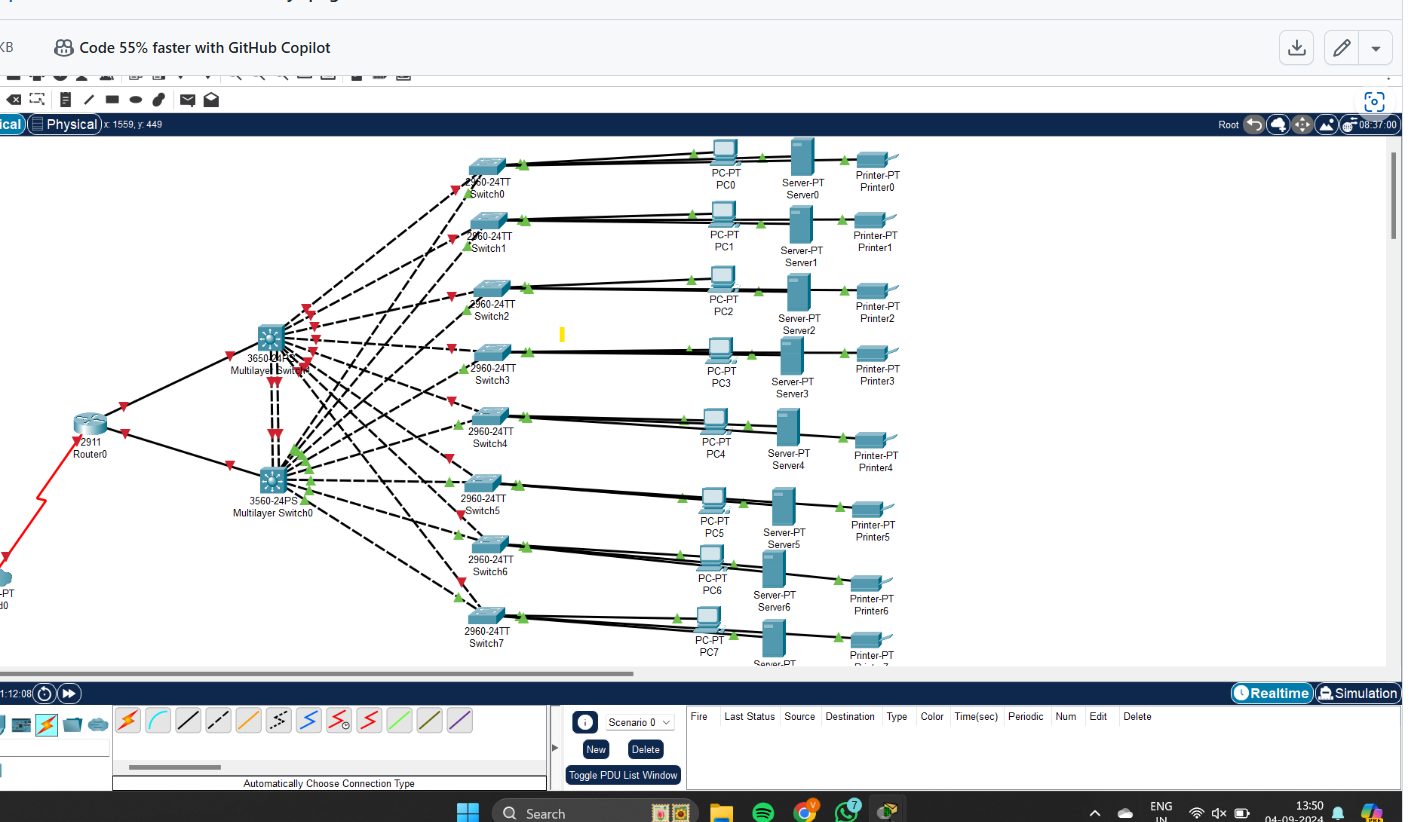 KB
Code 55% faster with GitHub Copilot
Physical
x: 1559, y: 449
Root
08:37:00
2960-24TT
Switch0
PC-PT
PC0
Server-PT
Server0
Printer-PT
Printer0
2960-24TT
Switch1
PC-PT
PC1
Server-PT
Server1
Printer-PT
Printer1
2960-24TT
Switch2
PC-PT
PC2
Server-PT
Server2
Printer-PT
Printer2
3650-24PS
Multilayer Switch1
2960-24TT
Switch3
PC-PT
PC3
Server-PT
Server3
Printer-PT
Printer3
2911
Router0
2960-24TT
Switch4
PC-PT
PC4
Server-PT
Server4
Printer-PT
Printer4
3560-24PS
Multilayer Switch0
2960-24TT
Switch5
PC-PT
PC5
Server-PT
Server5
Printer-PT
Printer5
2960-24TT
Switch6
PC-PT
PC6
Server-PT
Server6
Printer-PT
Printer6
-PT
d0
2960-24TT
Switch7
PC-PT
PC7
Server-PT
Printer-PT
1:12:08
Realtime
Simulation
Scenario 0
New
Delete
Toggle PDU List Window
Fire Last Status Source Destination Type Color Time(sec) Periodic Num Edit Delete
Automatically Choose Connection Type
Search
7
ENG
IN
13:50
04-09-2024